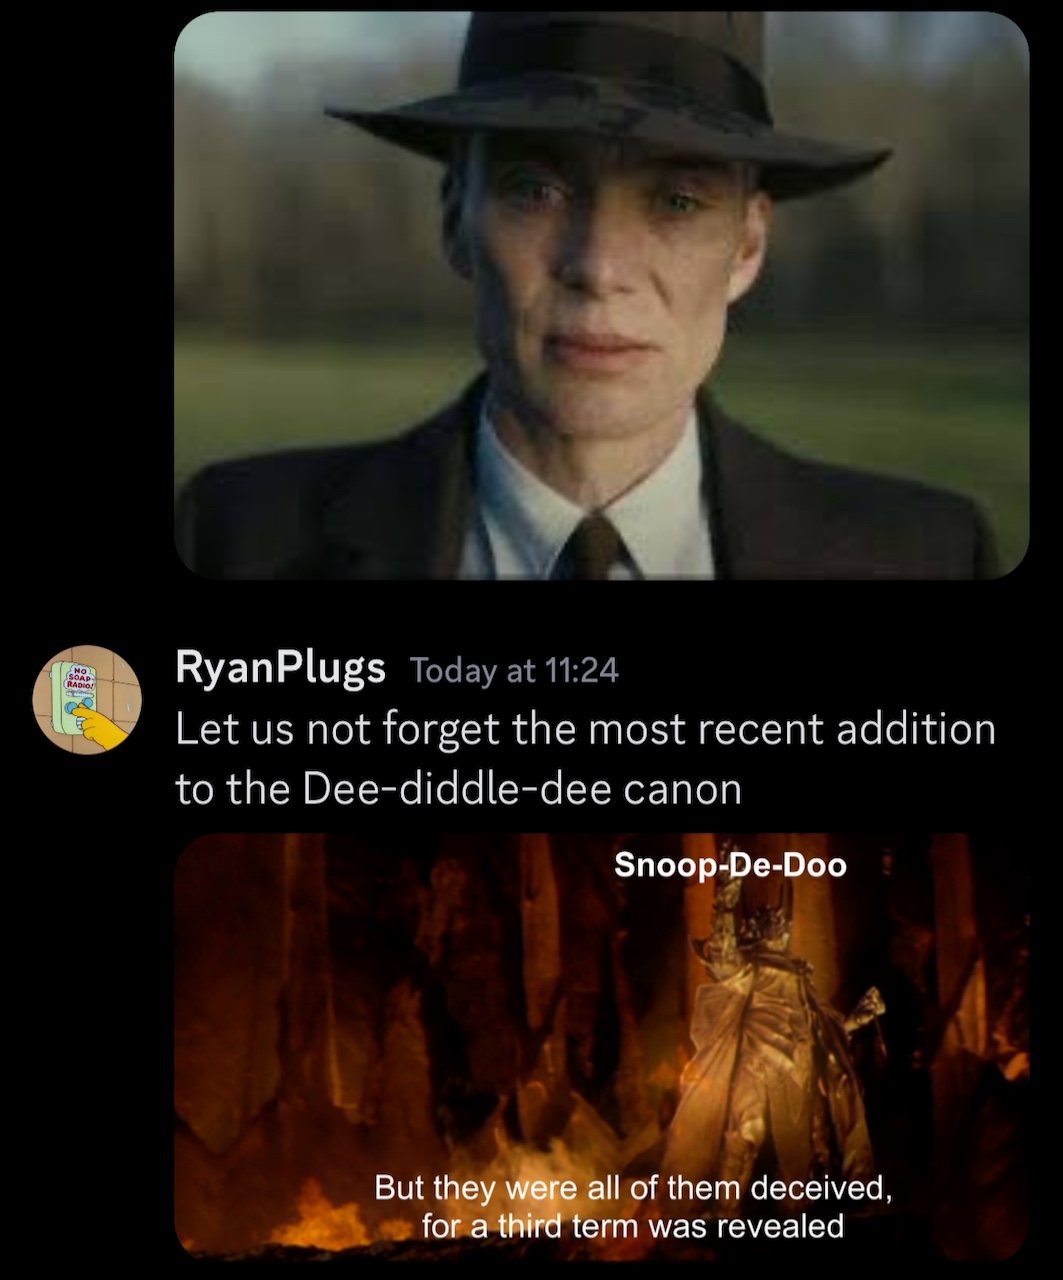 RyanPlugs Today at 11:24
NO
SOAP
RADIO!
Let us not forget the most recent addition
to the Dee-diddle-dee canon
Snoop-De-Doo
But they were all of them deceived,
for a third term was revealed